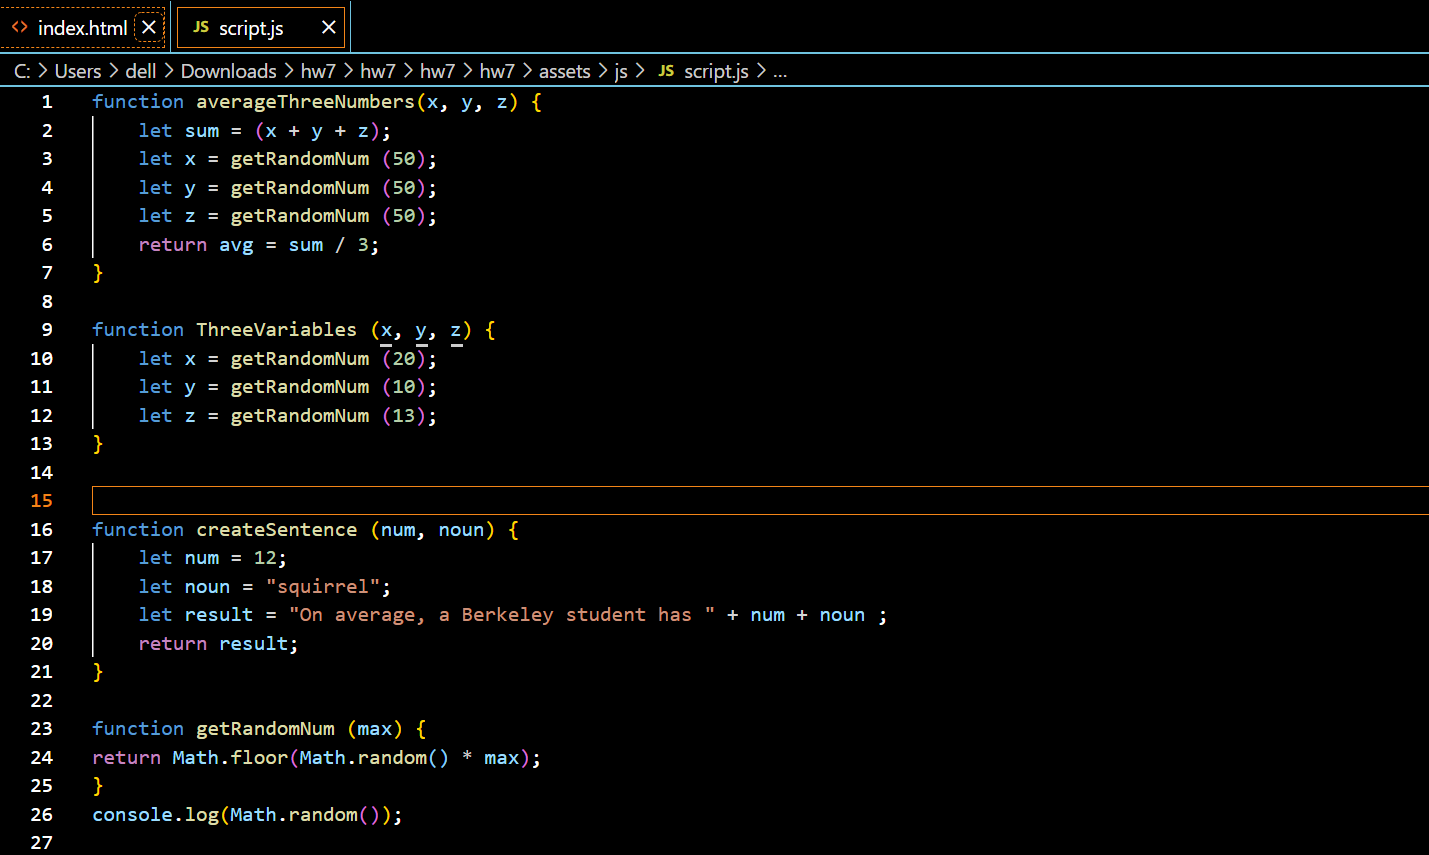 <> index.html × JS script.js ×
C: > Users > dell > Downloads > hw7 > hw7 > hw7 > hw7 > assets > js > JS script.js > ...
1 function averageThreeNumbers(x, y, z) {
2     let sum = (x + y + z);
3     let x = getRandomNum (50);
4     let y = getRandomNum (50);
5     let z = getRandomNum (50);
6     return avg = sum / 3;
7 }
8
9 function ThreeVariables (x, y, z) {
10     let x = getRandomNum (20);
11     let y = getRandomNum (10);
12     let z = getRandomNum (13);
13 }
14
15
16 function createSentence (num, noun) {
17     let num = 12;
18     let noun = "squirrel";
19     let result = "On average, a Berkeley student has " + num + noun ;
20     return result;
21 }
22
23 function getRandomNum (max) {
24 return Math.floor(Math.random() * max);
25 }
26 console.log(Math.random());
27